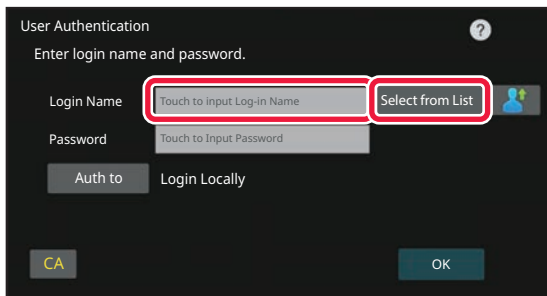 User Authentication
?
Enter login name and password.
Login Name Touch to input Log-in Name Select from List
Password Touch to Input Password
Auth to Login Locally
CA OK